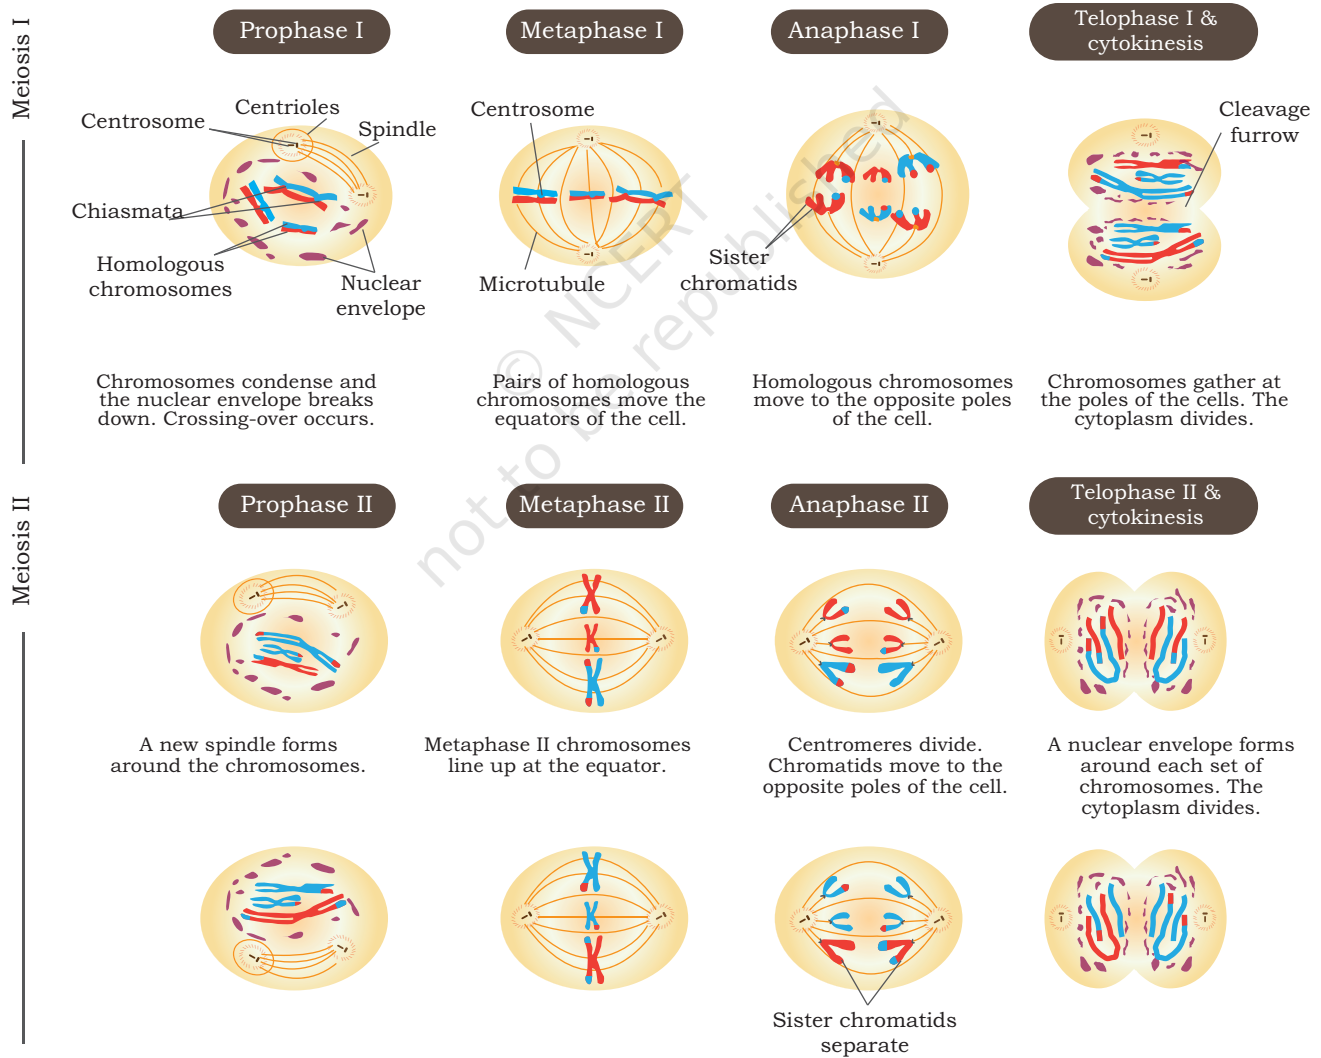 Meiosis I
Prophase I
Metaphase I
Anaphase I
Telophase I &
cytokinesis
Centrosome
Centrioles
Spindle
Chiasmata
Homologous
chromosomes
Nuclear
envelope
Centrosome
Microtubule
Sister
chromatids
Cleavage
furrow
Chromosomes condense and
the nuclear envelope breaks
down. Crossing-over occurs.
Pairs of homologous
chromosomes move the
equators of the cell.
Homologous chromosomes
move to the opposite poles
of the cell.
Chromosomes gather at
the poles of the cells. The
cytoplasm divides.
© NCERT
not to be republished
Meiosis II
Prophase II
Metaphase II
Anaphase II
Telophase II &
cytokinesis
A new spindle forms
around the chromosomes.
Metaphase II chromosomes
line up at the equator.
Centromeres divide.
Chromatids move to the
opposite poles of the cell.
A nuclear envelope forms
around each set of
chromosomes. The
cytoplasm divides.
Sister chromatids
separate